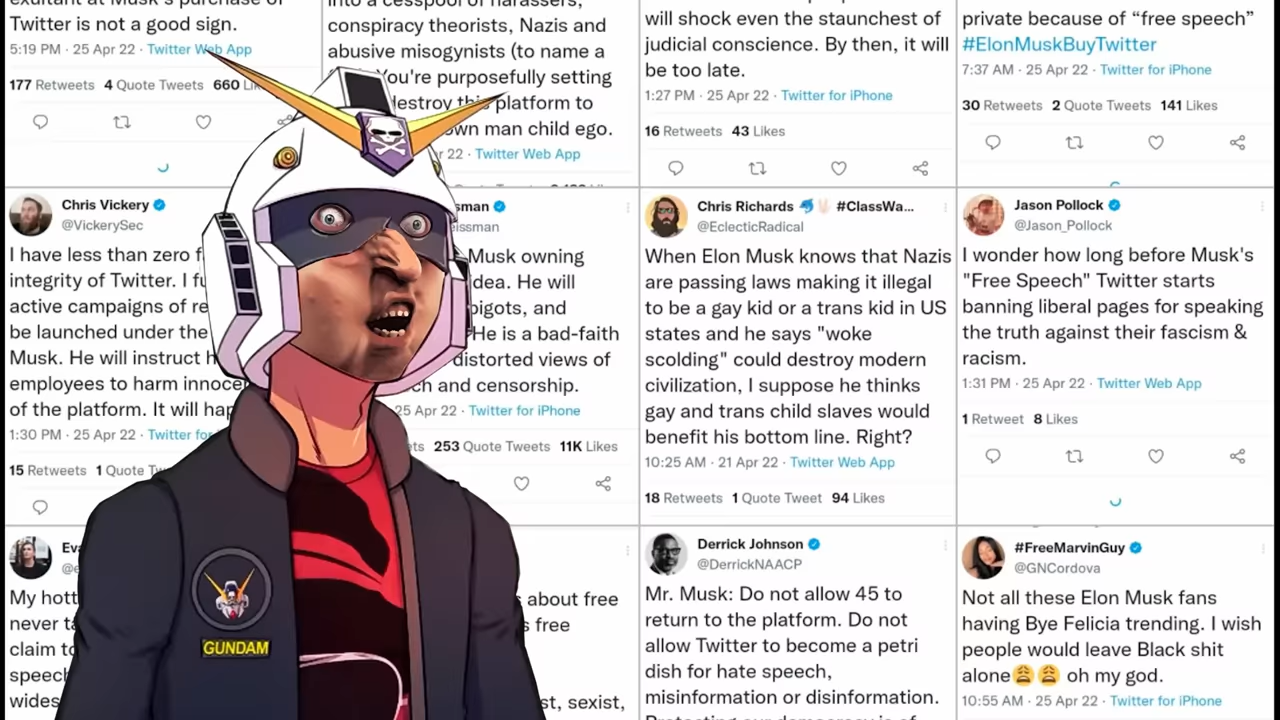 exultant at Musk's purchase of
Twitter is not a good sign.
5:19 PM · 25 Apr 22 · Twitter Web App
177 Retweets 4 Quote Tweets 660
into a cesspool of harassers,
conspiracy theorists, Nazis and
abusive misogynists (to name a
You're purposefully setting
destroy this platform to
own man child ego.
22 · Twitter Web App
will shock even the staunchest of
judicial conscience. By then, it will
be too late.
1:27 PM · 25 Apr 22 · Twitter for iPhone
16 Retweets 43 Likes
private because of “free speech”
#ElonMuskBuyTwitter
7:37 AM · 25 Apr 22 · Twitter for iPhone
30 Retweets 2 Quote Tweets 141 Likes
Chris Vickery
@VickerySec
I have less than zero
integrity of Twitter. I
active campaigns of
be launched under the
Musk. He will instruct
employees to harm
of the platform. It will
1:30 PM · 25 Apr 22 · Twitter
15 Retweets 1 Quote
Musk owning
He will
bigots, and
He is a bad-faith
distorted views of
and censorship.
25 Apr 22 · Twitter for iPhone
253 Quote Tweets 11K Likes
Chris Richards 🐬 #ClassWa...
@EclecticRadical
When Elon Musk knows that Nazis
are passing laws making it illegal
to be a gay kid or a trans kid in US
states and he says "woke
scolding" could destroy modern
civilization, I suppose he thinks
gay and trans child slaves would
benefit his bottom line. Right?
10:25 AM · 21 Apr 22 · Twitter Web App
18 Retweets 1 Quote Tweet 94 Likes
Jason Pollock
@Jason_Pollock
I wonder how long before Musk's
"Free Speech" Twitter starts
banning liberal pages for speaking
the truth against their fascism &
racism.
1:31 PM · 25 Apr 22 · Twitter Web App
1 Retweet 8 Likes
My
never
claim to
GUNDAM
about free
free
sexist,
Derrick Johnson
@DerrickNAACP
Mr. Musk: Do not allow 45 to
return to the platform. Do not
allow Twitter to become a petri
dish for hate speech,
misinformation or disinformation.
Protecting our democracy is of
#FreeMarvinGuy
@GNCordova
Not all these Elon Musk fans
having Bye Felicia trending. I wish
people would leave Black shit
alone😩😩 oh my god.
10:55 AM · 25 Apr 22 · Twitter for iPhone